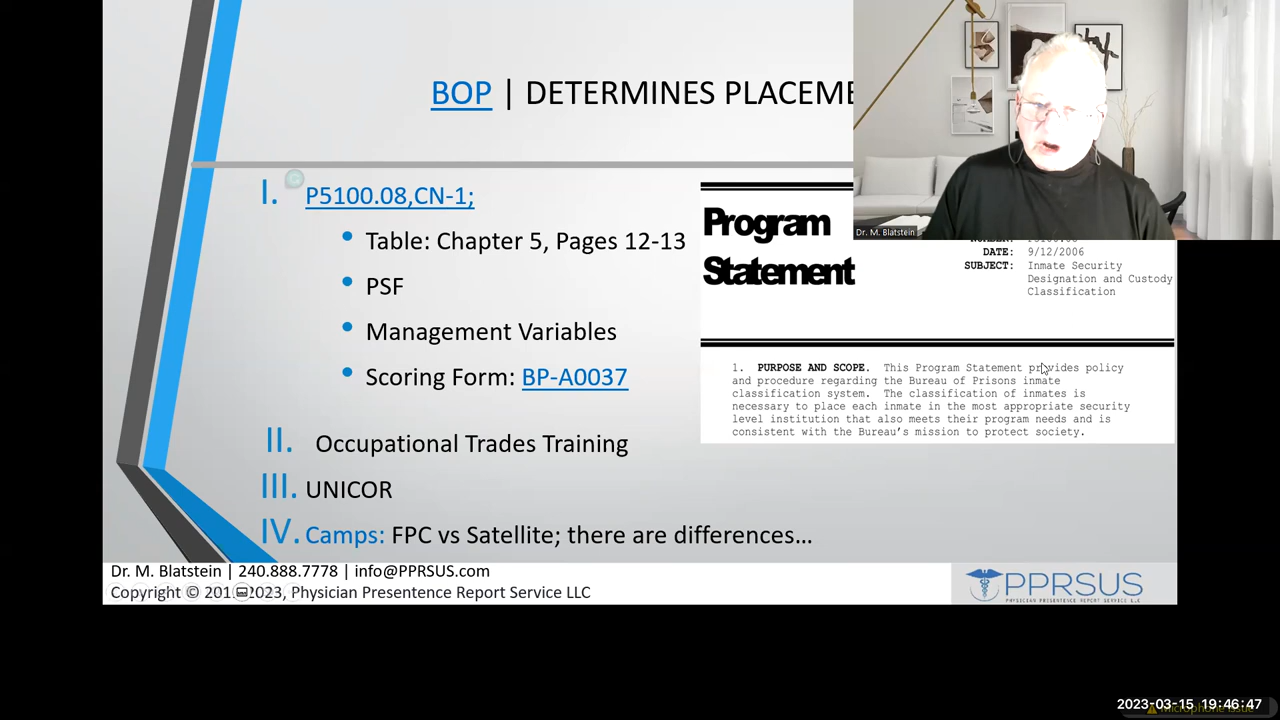 BOP | DETERMINES PLACEME
I. P5100.08,CN-1;
• Table: Chapter 5, Pages 12-13
• PSF
• Management Variables
• Scoring Form: BP-A0037
II. Occupational Trades Training
III. UNICOR
IV. Camps: FPC vs Satellite; there are differences…
Program
Statement
DATE: 9/12/2006
SUBJECT: Inmate Security
Designation and Custody
Classification
1. PURPOSE AND SCOPE. This Program Statement provides policy
and procedure regarding the Bureau of Prisons inmate
classification system. The classification of inmates is
necessary to place each inmate in the most appropriate security
level institution that also meets their program needs and is
consistent with the Bureau's mission to protect society.
Dr. M. Blatstein
Dr. M. Blatstein | 240.888.7778 | info@PPRSUS.com
Copyright © 201 2023, Physician Presentence Report Service LLC
PPRSUS
PHYSICIAN PRESENTENCE REPORT SERVICE LLC
2023-03-15 19:46:47